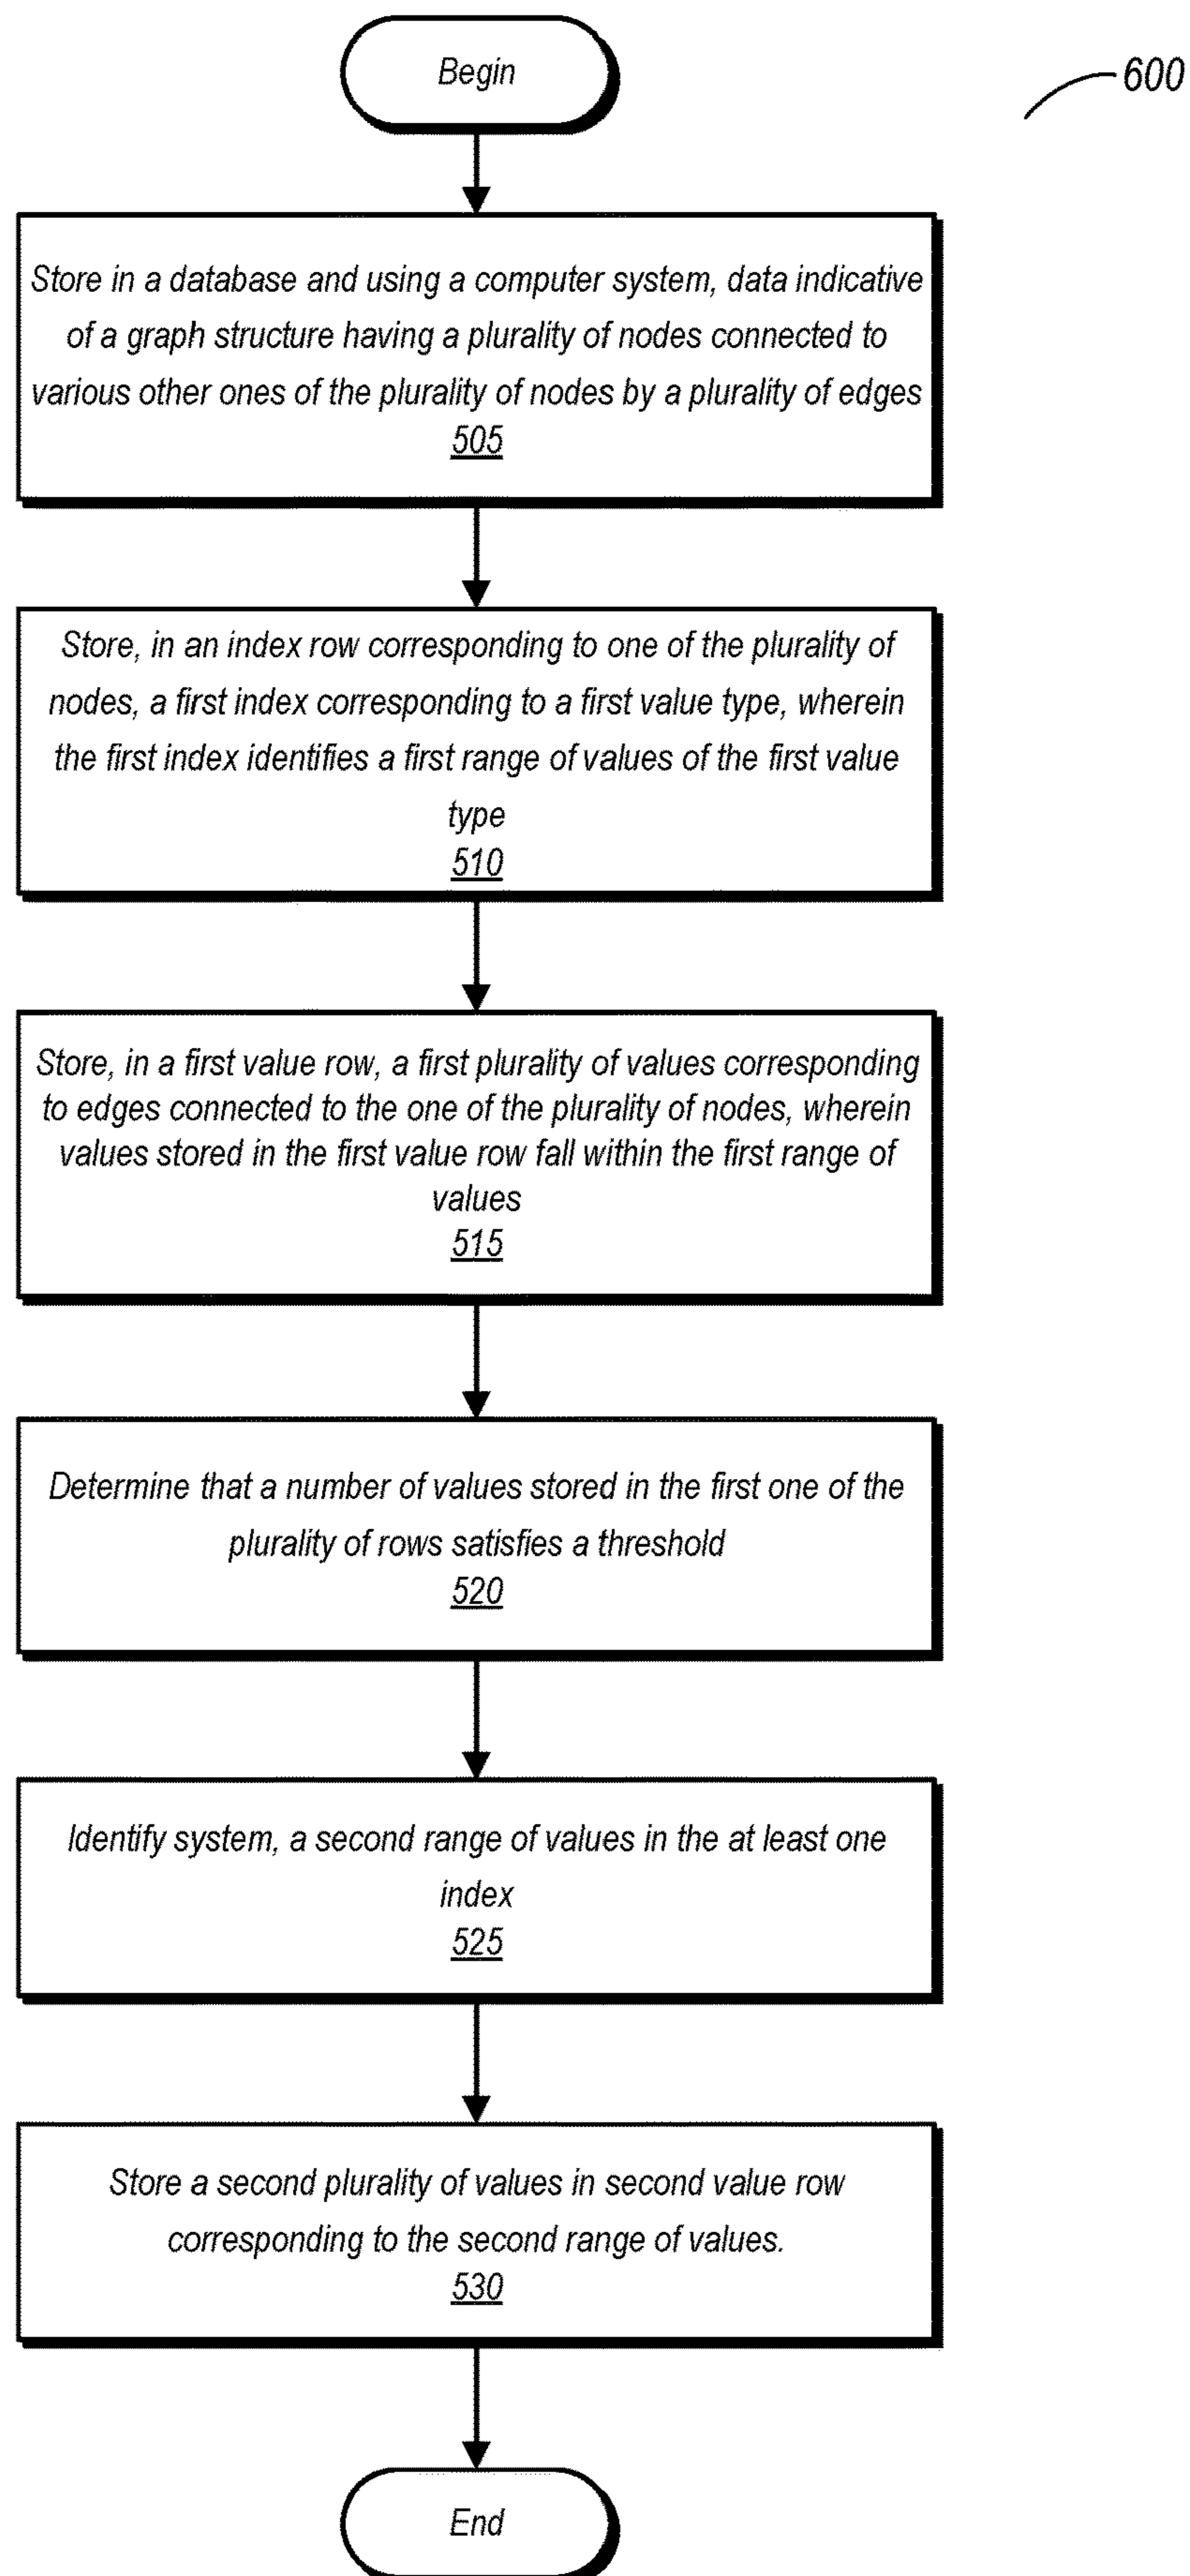 Begin
600
Store in a database and using a computer system, data indicative
of a graph structure having a plurality of nodes connected to
various other ones of the plurality of nodes by a plurality of edges
505
Store, in an index row corresponding to one of the plurality of
nodes, a first index corresponding to a first value type, wherein
the first index identifies a first range of values of the first value
type
510
Store, in a first value row, a first plurality of values corresponding
to edges connected to the one of the plurality of nodes, wherein
values stored in the first value row fall within the first range of
values
515
Determine that a number of values stored in the first one of the
plurality of rows satisfies a threshold
520
Identify system, a second range of values in the at least one
index
525
Store a second plurality of values in second value row
corresponding to the second range of values.
530
End